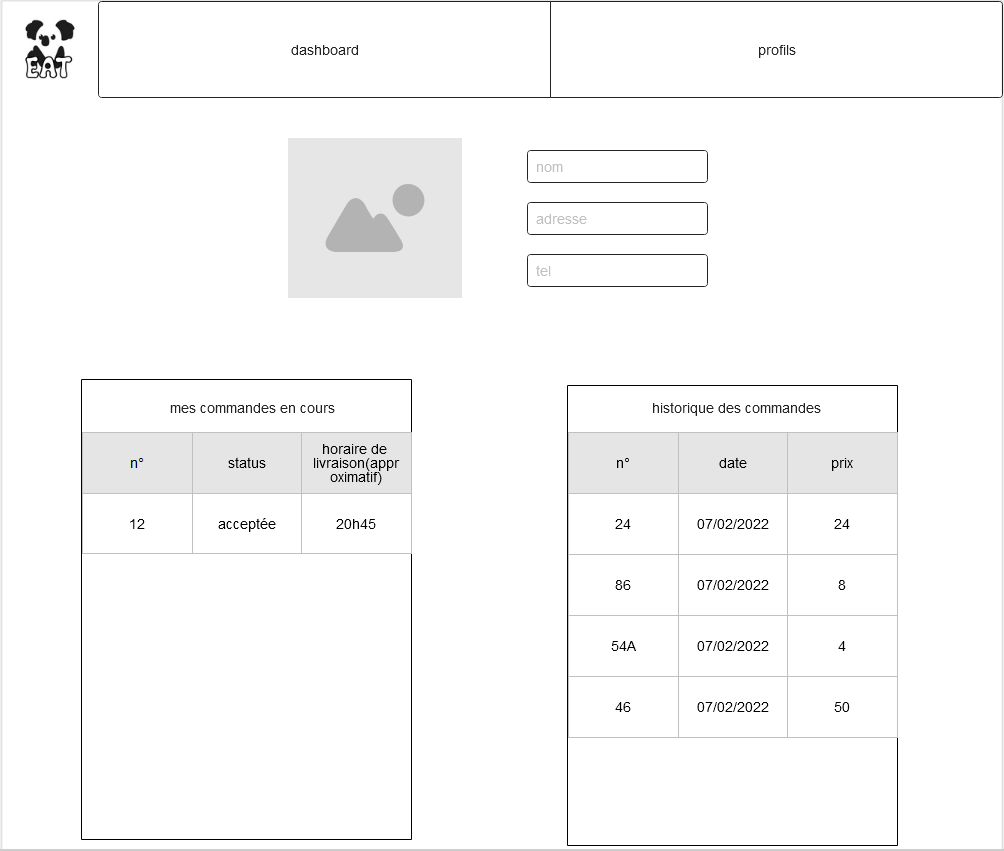 EAT
dashboard
profils
nom
adresse
tel
mes commandes en cours
n°
status
horaire de
livraison(appr
oximatif)
12
acceptée
20h45
historique des commandes
n°
date
prix
24
07/02/2022
24
86
07/02/2022
8
54A
07/02/2022
4
46
07/02/2022
50